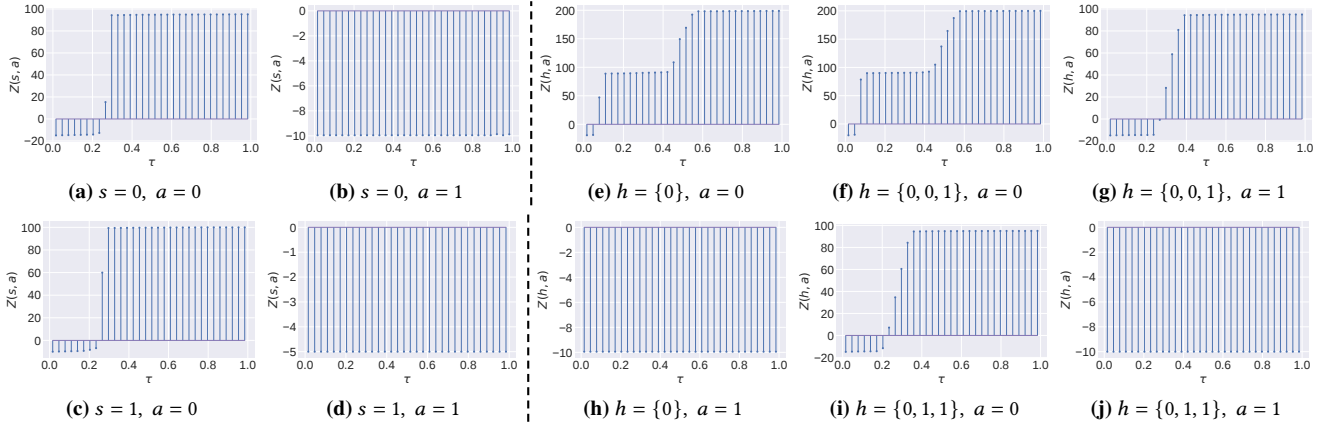 100
80
60
40
20
0
−20
Z(s, a)
0.0 0.2 0.4 0.6 0.8 1.0
τ
(a) s = 0, a = 0
0
−2
−4
−6
−8
−10
Z(s, a)
0.0 0.2 0.4 0.6 0.8 1.0
τ
(b) s = 0, a = 1
200
150
100
50
0
Z(h, a)
0.0 0.2 0.4 0.6 0.8 1.0
τ
(e) h = {0}, a = 0
200
150
100
50
0
Z(h, a)
0.0 0.2 0.4 0.6 0.8 1.0
τ
(f) h = {0, 0, 1}, a = 0
100
80
60
40
20
0
−20
Z(h, a)
0.0 0.2 0.4 0.6 0.8 1.0
τ
(g) h = {0, 0, 1}, a = 1
100
80
60
40
20
0
Z(s, a)
0.0 0.2 0.4 0.6 0.8 1.0
τ
(c) s = 1, a = 0
0
−1
−2
−3
−4
−5
Z(s, a)
0.0 0.2 0.4 0.6 0.8 1.0
τ
(d) s = 1, a = 1
0
−2
−4
−6
−8
−10
Z(h, a)
0.0 0.2 0.4 0.6 0.8 1.0
τ
(h) h = {0}, a = 1
100
80
60
40
20
0
−20
Z(h, a)
0.0 0.2 0.4 0.6 0.8 1.0
τ
(i) h = {0, 1, 1}, a = 0
0
−2
−4
−6
−8
−10
Z(h, a)
0.0 0.2 0.4 0.6 0.8 1.0
τ
(j) h = {0, 1, 1}, a = 1